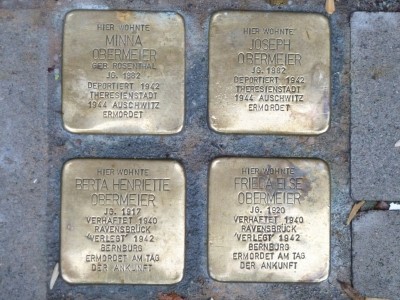 HIER WOHNTE
MINNA
OBERMEIER
GEB. ROSENTHAL
JG. 1882
DEPORTIERT 1942
THERESIENSTADT
1944 AUSCHWITZ
ERMORDET
HIER WOHNTE
JOSEPH
OBERMEIER
JG. 1882
DEPORTIERT 1942
THERESIENSTADT
1944 AUSCHWITZ
ERMORDET
HIER WOHNTE
BERTA HENRIETTE
OBERMEIER
JG. 1917
VERHAFTET 1940
RAVENSBRÜCK
'VERLEGT' 1942
BERNBURG
ERMORDET AM TAG
DER ANKUNFT
HIER WOHNTE
FRIEDA ELSE
OBERMEIER
JG. 1920
VERHAFTET 1940
RAVENSBRÜCK
'VERLEGT' 1942
BERNBURG
ERMORDET AM TAG
DER ANKUNFT